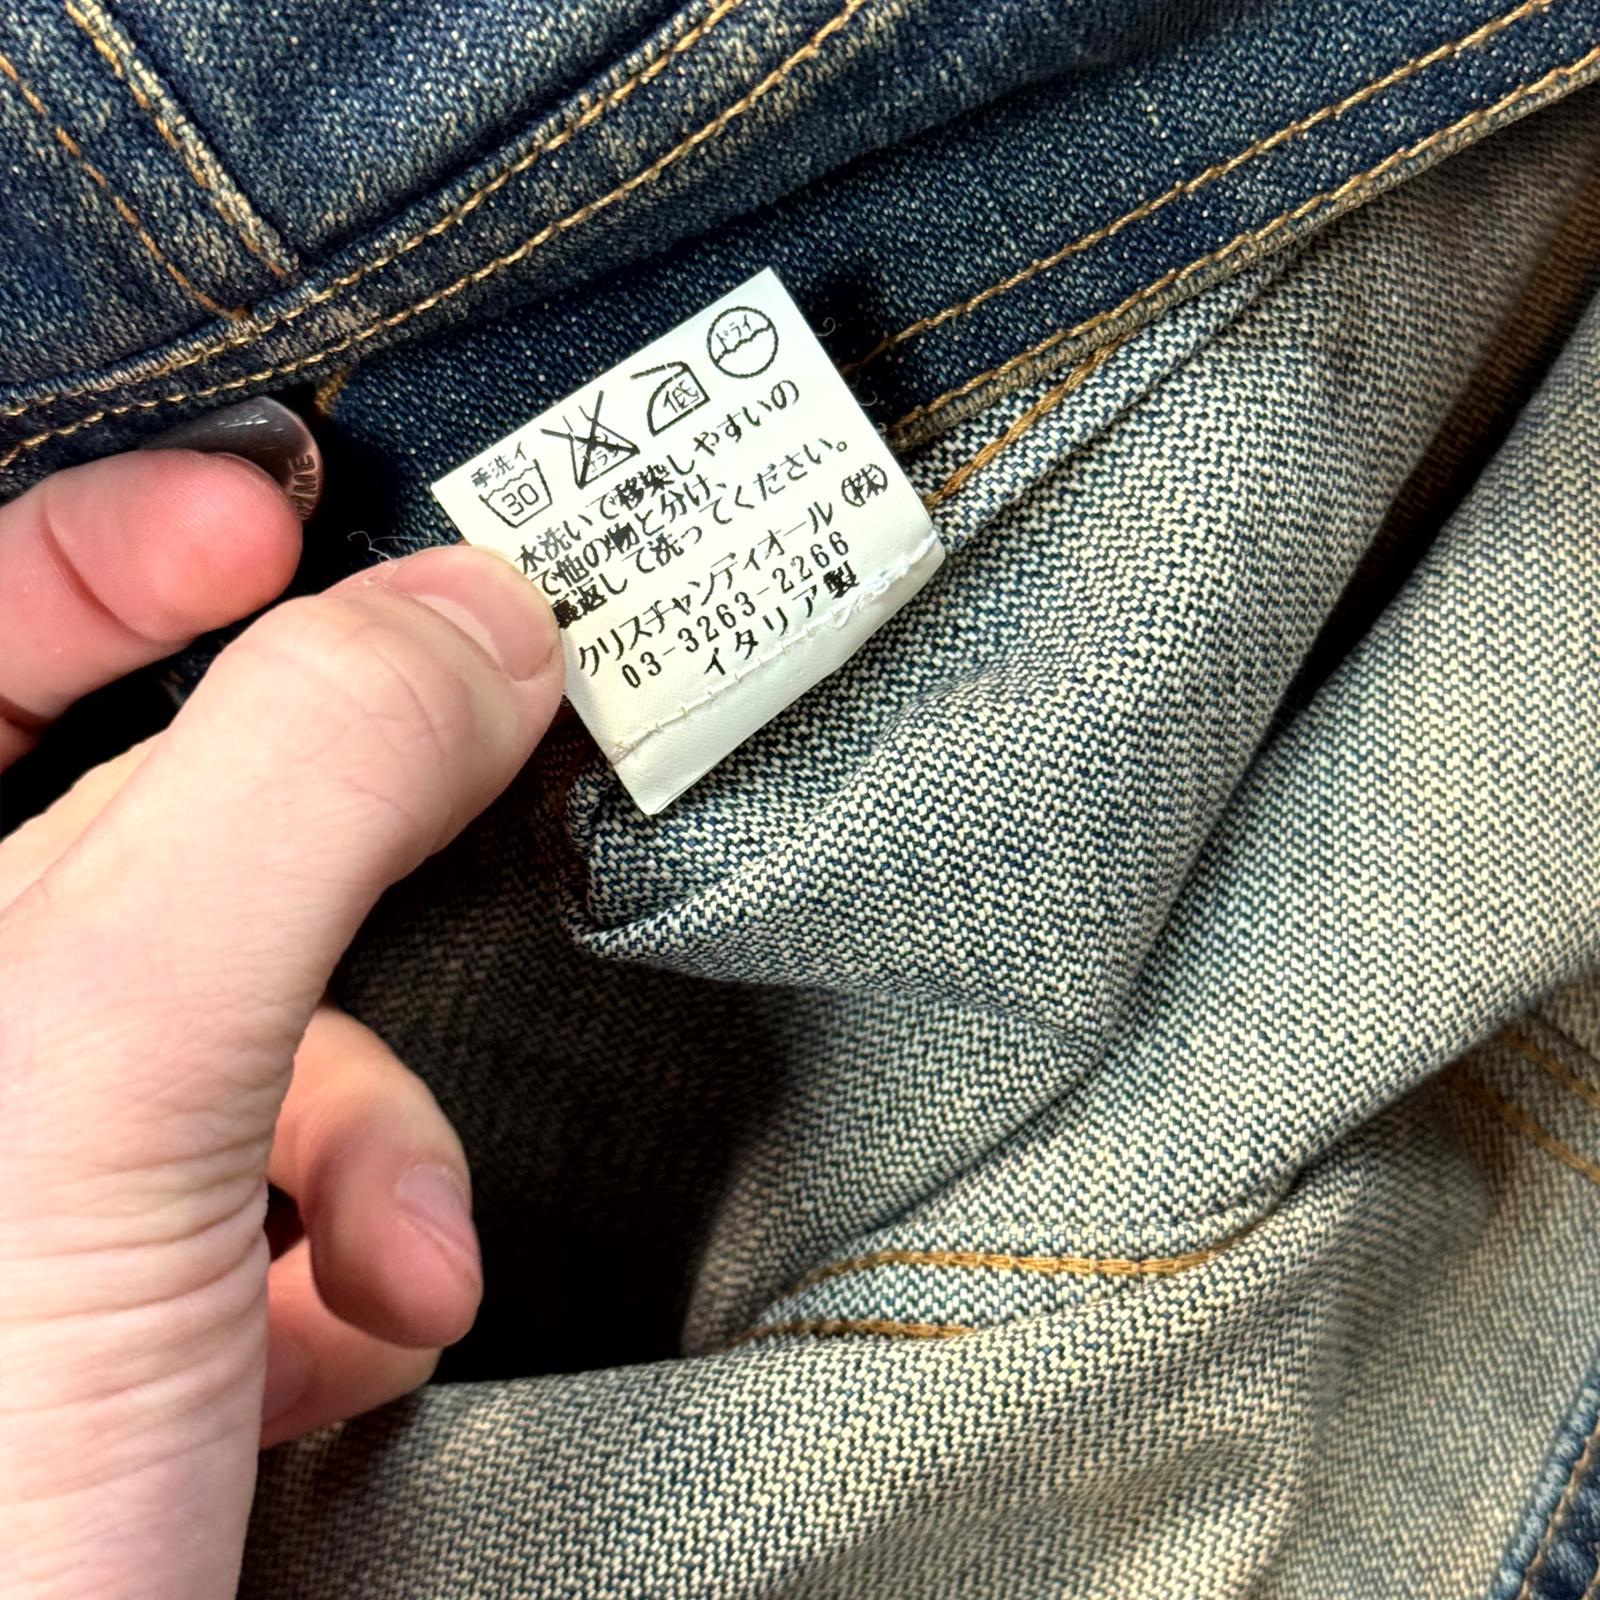 手洗イ
30
低
ドライ
水洗いで移染しやすいの
で他の物と分け、
裏返して洗ってください。
クリスチャンディオール㈱
03-3263-2266
イタリア製